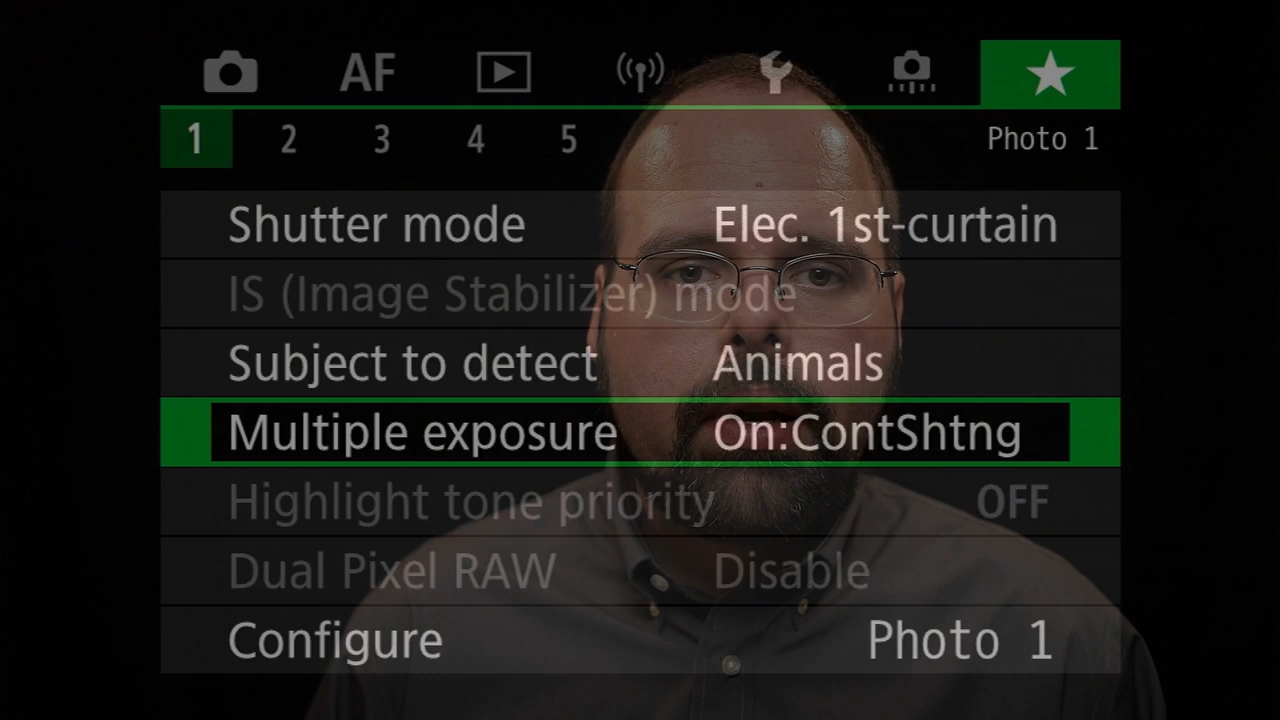 AF
1 2 3 4 5 Photo 1
Shutter mode Elec. 1st-curtain
IS (Image Stabilizer) mode
Subject to detect Animals
Multiple exposure On:ContShtng
Highlight tone priority OFF
Dual Pixel RAW Disable
Configure Photo 1